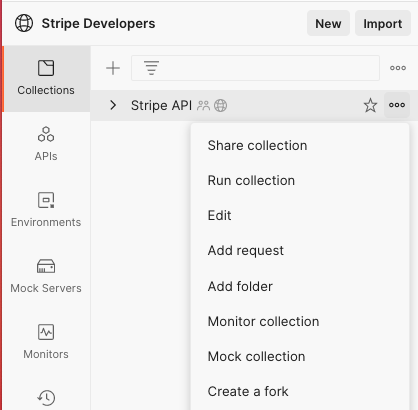 Stripe Developers
New
Import
Collections
APIs
Environments
Mock Servers
Monitors
Stripe API
Share collection
Run collection
Edit
Add request
Add folder
Monitor collection
Mock collection
Create a fork